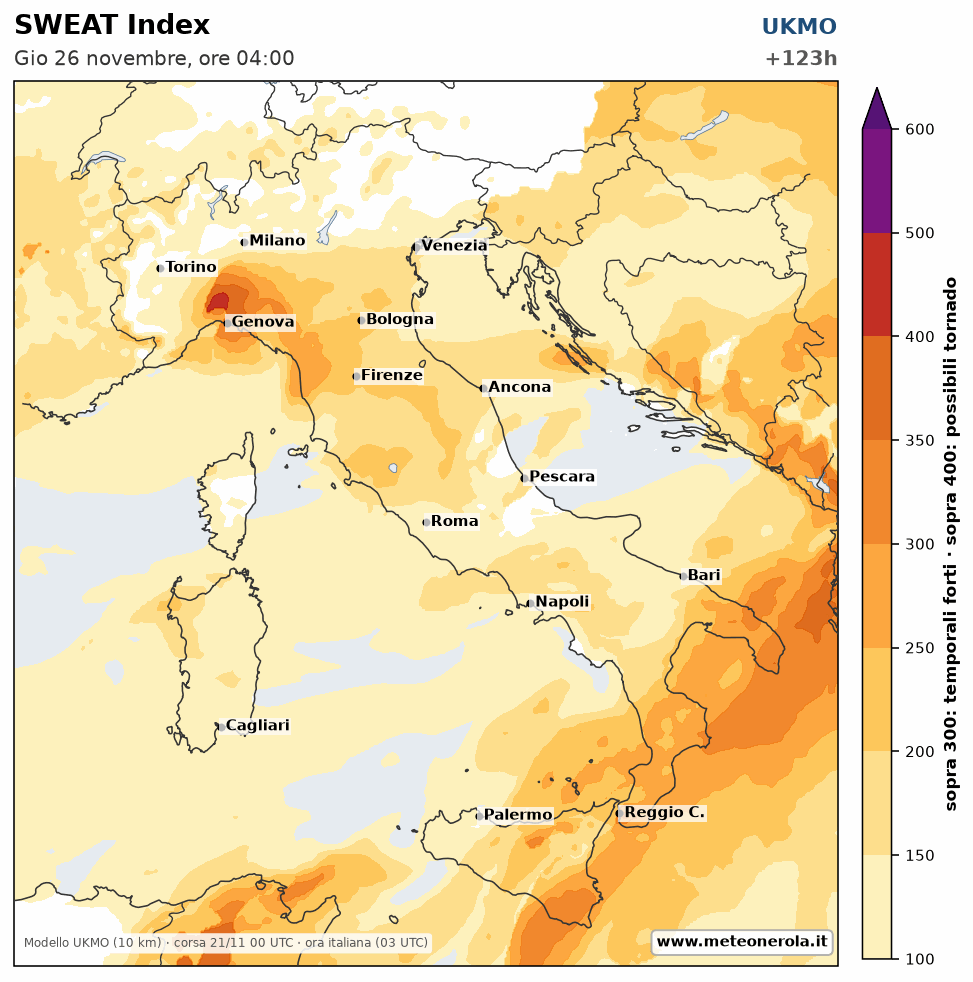 SWEAT Index
UKMO
Gio 26 novembre, ore 04:00
+123h
Milano
Venezia
Torino
Genova
Bologna
Firenze
Ancona
Pescara
Roma
Bari
Napoli
Cagliari
Palermo
Reggio C.
600
500
400
350
300
250
200
150
100
sopra 300: temporali forti · sopra 400: possibili tornado
Modello UKMO (10 km) · corsa 21/11 00 UTC · ora italiana (03 UTC)
www.meteonerola.it